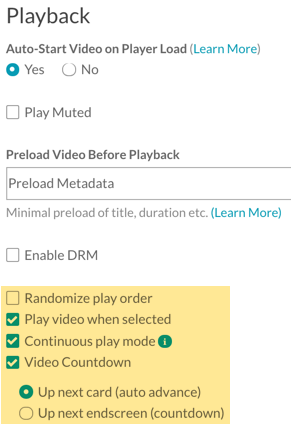 Playback
Auto-Start Video on Player Load (Learn More)
Yes No
Play Muted
Preload Video Before Playback
Preload Metadata
Minimal preload of title, duration etc. (Learn More)
Enable DRM
Randomize play order
Play video when selected
Continuous play mode i
Video Countdown
Up next card (auto advance)
Up next endscreen (countdown)